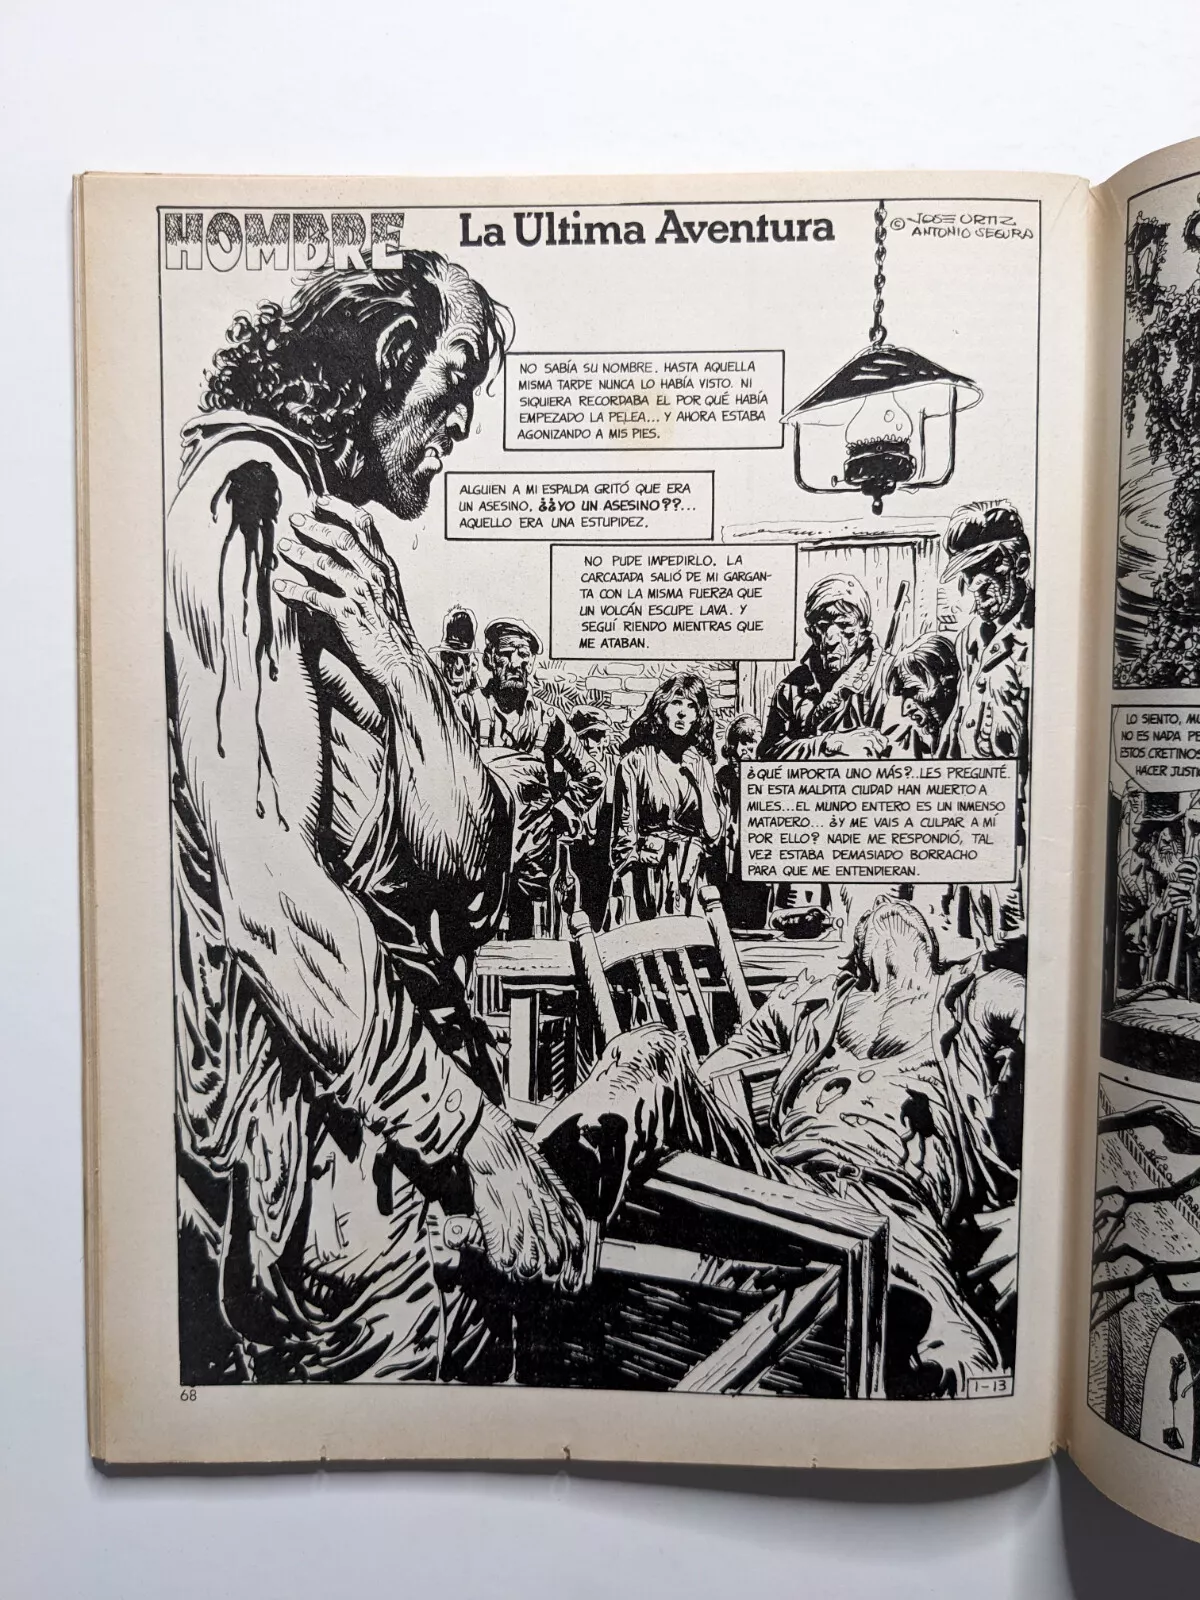 HOMBRE
La Última Aventura
© JOSE ORTIZ
ANTONIO SEGURA
NO SABÍA SU NOMBRE. HASTA AQUELLA
MISMA TARDE NUNCA LO HABÍA VISTO. NI
SIQUIERA RECORDABA EL POR QUÉ HABÍA
EMPEZADO LA PELEA... Y AHORA ESTABA
AGONIZANDO A MIS PIES.
ALGUIEN A MI ESPALDA GRITÓ QUE ERA
UN ASESINO. ¿¿YO UN ASESINO??...
AQUELLO ERA UNA ESTUPIDEZ.
NO PUDE IMPEDIRLO. LA
CARCAJADA SALIÓ DE MI GARGAN-
TA CON LA MISMA FUERZA QUE
UN VOLCÁN ESCUPE LAVA. Y
SEGUÍ RIENDO MIENTRAS QUE
ME ATABAN.
¿QUÉ IMPORTA UNO MÁS?...LES PREGUNTÉ.
EN ESTA MALDITA CIUDAD HAN MUERTO A
MILES...EL MUNDO ENTERO ES UN INMENSO
MATADERO... ¿Y ME VAIS A CULPAR A MÍ
POR ELLO? NADIE ME RESPONDIÓ, TAL
VEZ ESTABA DEMASIADO BORRACHO
PARA QUE ME ENTENDIERAN.
1-13
68
LO SIENTO,
NO ES NADA
ESTOS CRETINOS
HACER